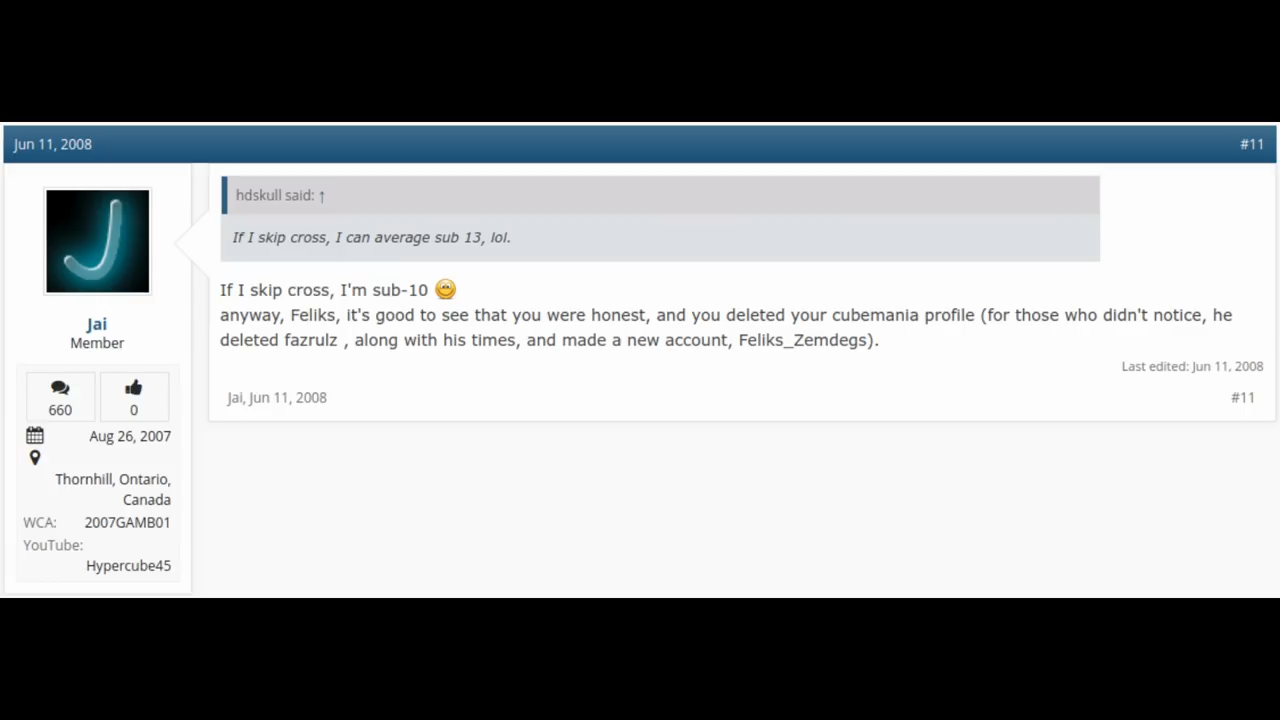 Jun 11, 2008
#11
hdskull said: ↑
If I skip cross, I can average sub 13, lol.
If I skip cross, I'm sub-10
anyway, Feliks, it's good to see that you were honest, and you deleted your cubemania profile (for those who didn't notice, he
deleted fazrulz , along with his times, and made a new account, Feliks_Zemdegs).
Last edited: Jun 11, 2008
Jai, Jun 11, 2008
#11
J
Jai
Member
660
0
Aug 26, 2007
Thornhill, Ontario,
Canada
WCA: 2007GAMB01
YouTube:
Hypercube45